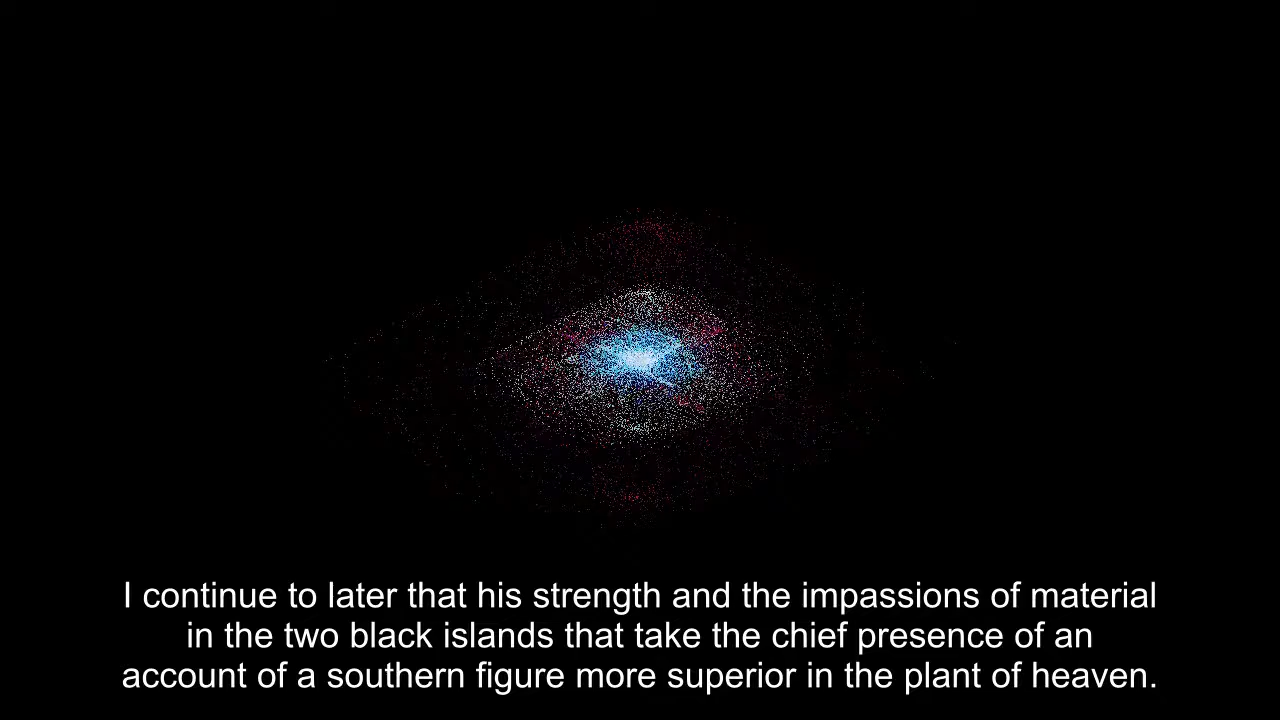 I continue to later that his strength and the impassions of material
in the two black islands that take the chief presence of an
account of a southern figure more superior in the plant of heaven.